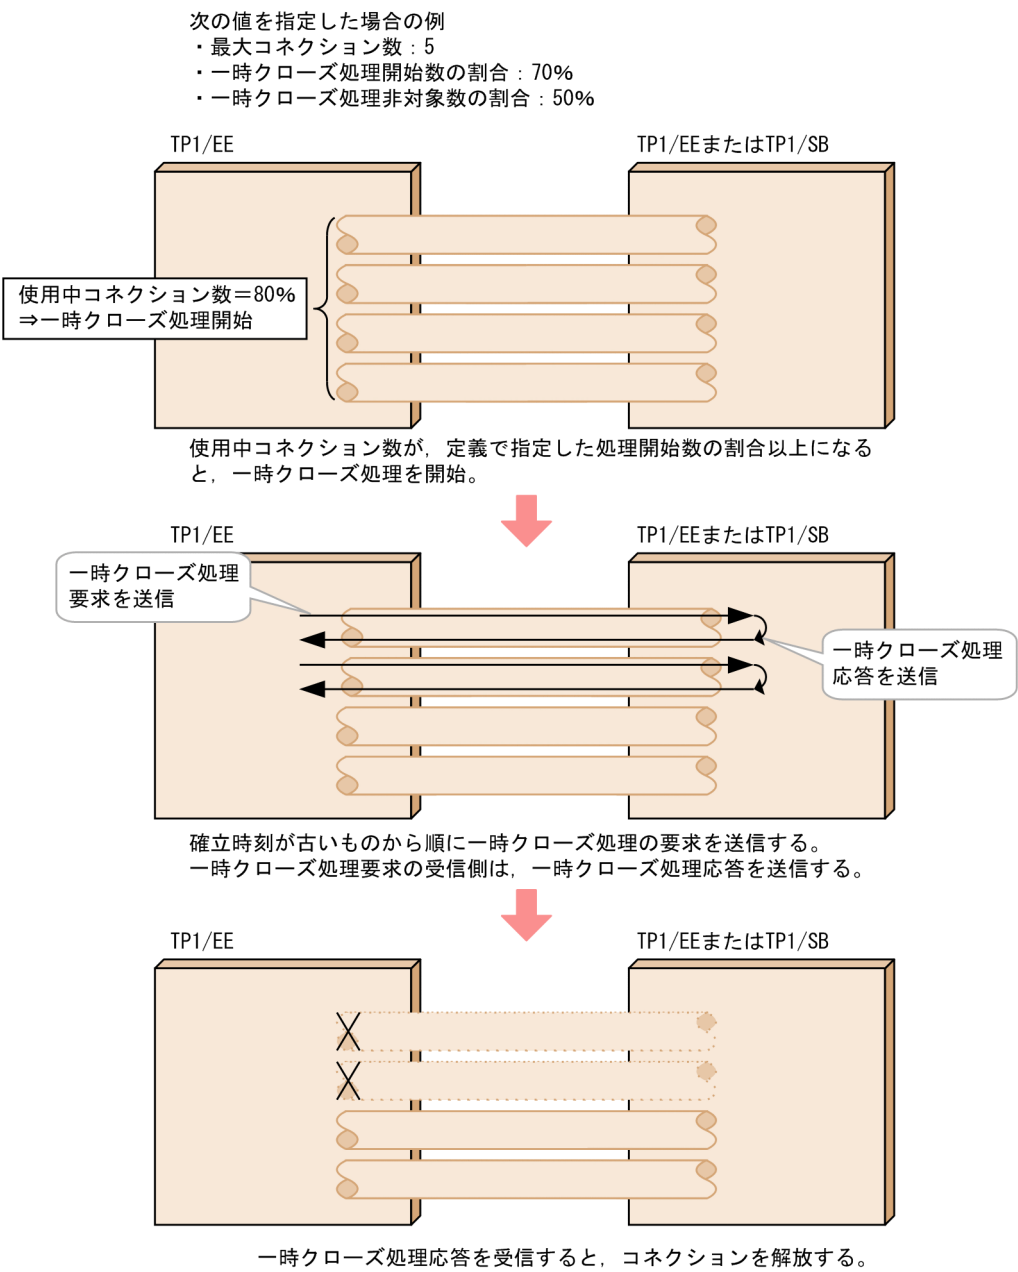 次の値を指定した場合の例
・最大コネクション数：5
・一時クローズ処理開始数の割合：70%
・一時クローズ処理非対象数の割合：50%
TP1/EE
TP1/EEまたはTP1/SB
使用中コネクション数＝80%
⇒一時クローズ処理開始
使用中コネクション数が，定義で指定した処理開始数の割合以上になる
と，一時クローズ処理を開始。
TP1/EE
TP1/EEまたはTP1/SB
一時クローズ処理
要求を送信
一時クローズ処理
応答を送信
確立時刻が古いものから順に一時クローズ処理の要求を送信する。
一時クローズ処理要求の受信側は，一時クローズ処理応答を送信する。
TP1/EE
TP1/EEまたはTP1/SB
一時クローズ処理応答を受信すると，コネクションを解放する。